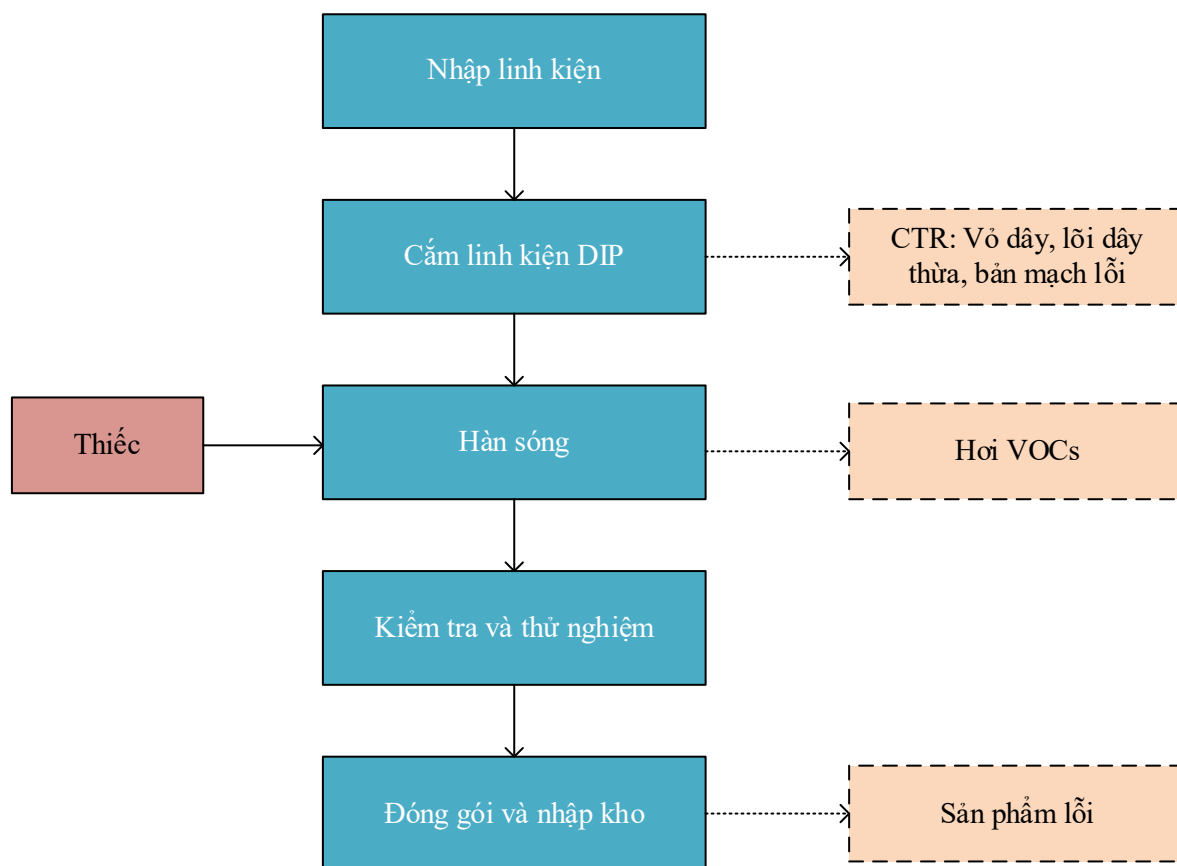 Nhập linh kiện
Cắm linh kiện DIP
CTR: Vỏ dây, lõi dây
thừa, bản mạch lỗi
Thiếc
Hàn sóng
Hơi VOCs
Kiểm tra và thử nghiệm
Đóng gói và nhập kho
Sản phẩm lỗi